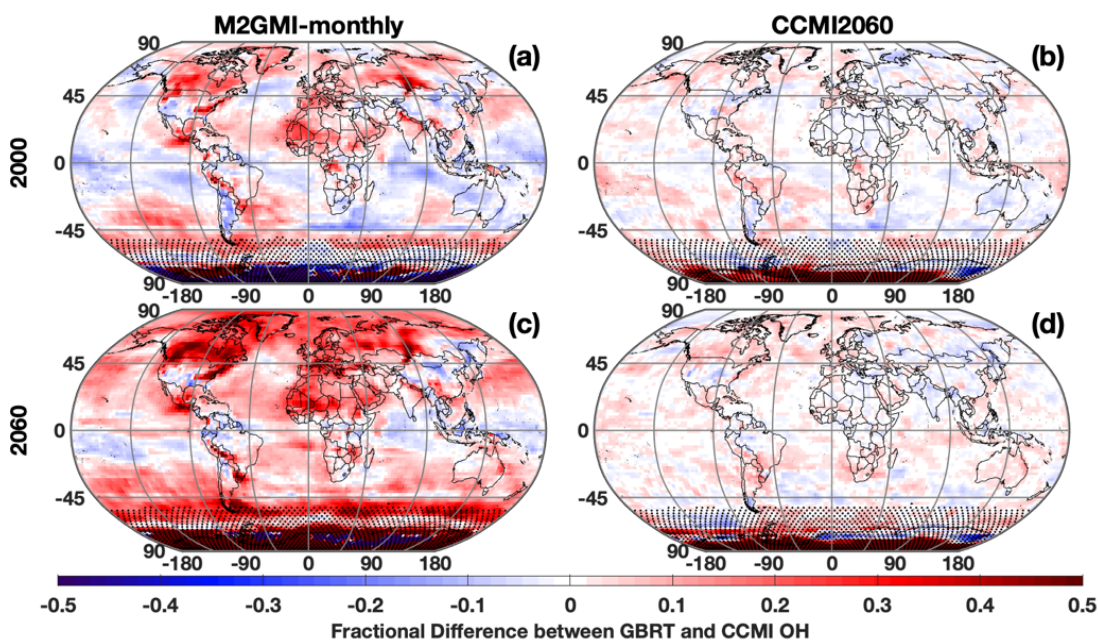 M2GMI-monthly CCMI2060
90 (a) 90 (b)
45 45
2000 0 0
-45 -45
90 -180 -90 0 90 180 90 -180 -90 0 90 180
90 (c) 90 (d)
45 45
2060 0 0
-45 -45
90 -180 -90 0 90 180 90 -180 -90 0 90 180
-0.5 -0.4 -0.3 -0.2 -0.1 0 0.1 0.2 0.3 0.4 0.5
Fractional Difference between GBRT and CCMI OH